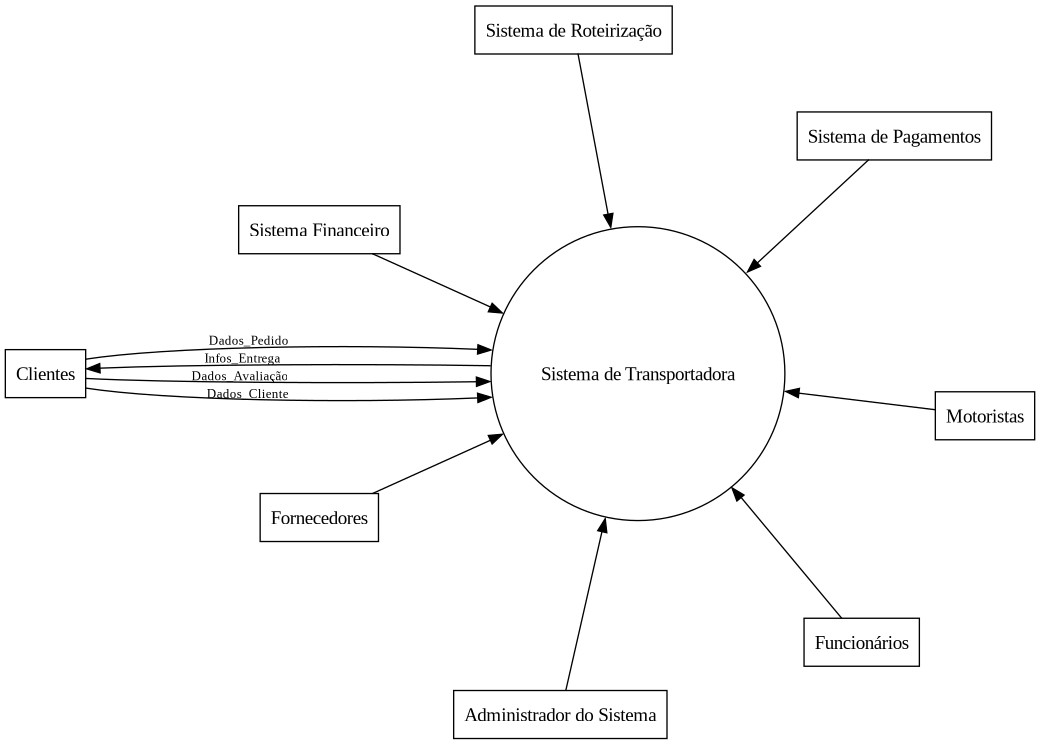 Sistema de Roteirização
Sistema de Pagamentos
Sistema Financeiro
Dados_Pedido
Infos_Entrega
Clientes
Dados_Avaliação
Dados_Cliente
Sistema de Transportadora
Motoristas
Fornecedores
Funcionários
Administrador do Sistema